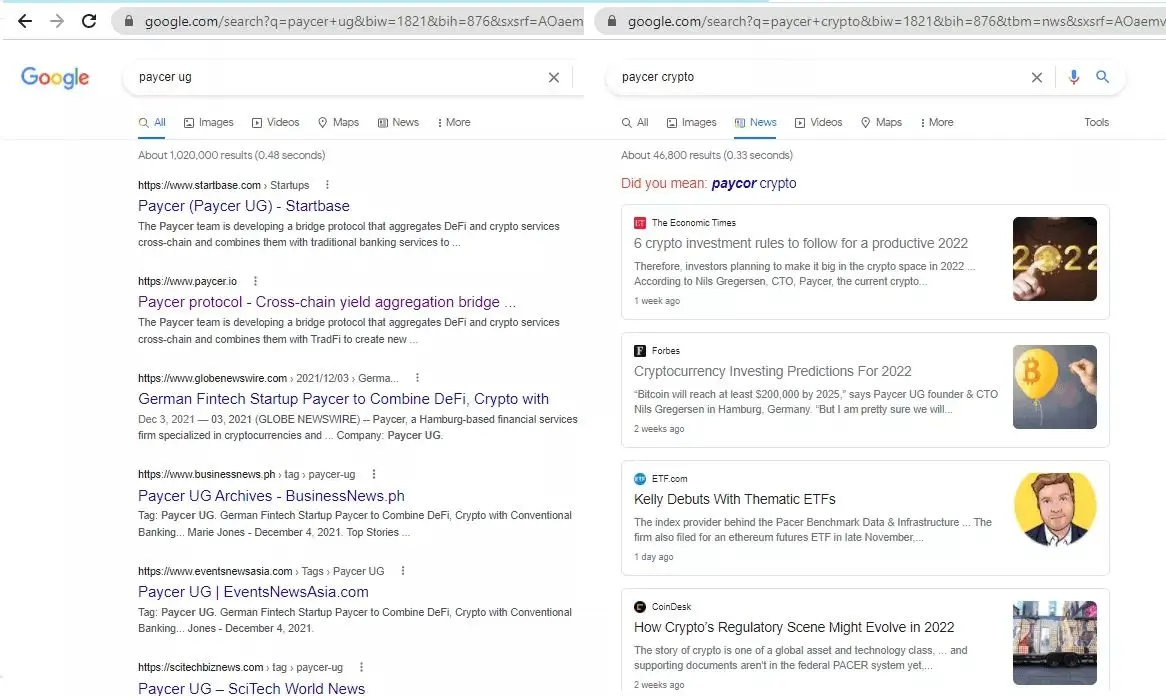 google.com/search?q=paycer+ug&biw=1821&bih=876&sxsrf=AOaem
Google
paycer ug
All Images Videos Maps News More
About 1,020,000 results (0.48 seconds)
https://www.startbase.com › Startups
Paycer (Paycer UG) - Startbase
The Paycer team is developing a bridge protocol that aggregates DeFi and crypto services
cross-chain and combines them with traditional banking services to ...
https://www.paycer.io
Paycer protocol - Cross-chain yield aggregation bridge ...
The Paycer team is developing a bridge protocol that aggregates DeFi and crypto services
cross-chain and combines them with TradFi to create new ...
https://www.globenewswire.com › 2021/12/03 › Germa...
German Fintech Startup Paycer to Combine DeFi, Crypto with
Dec 3, 2021 — 03, 2021 (GLOBE NEWSWIRE) -- Paycer, a Hamburg-based financial services
firm specialized in cryptocurrencies and ... Company: Paycer UG.
https://www.businessnews.ph › tag › paycer-ug
Paycer UG Archives - BusinessNews.ph
Tag: Paycer UG. German Fintech Startup Paycer to Combine DeFi, Crypto with Conventional
Banking... Marie Jones - December 4, 2021. Top Stories ...
https://www.eventsnewsasia.com › Tags › Paycer UG
Paycer UG | EventsNewsAsia.com
Tag: Paycer UG. German Fintech Startup Paycer to Combine DeFi, Crypto with Conventional
Banking... Jones - December 4, 2021.
https://scitechbiznews.com › tag › paycer-ug
Paycer UG – SciTech World News
google.com/search?q=paycer+crypto&biw=1821&bih=876&tbm=nws&sxsrf=AOaemv
paycer crypto
All Images News Videos Maps More Tools
About 46,800 results (0.33 seconds)
Did you mean: paycor crypto
ET The Economic Times
6 crypto investment rules to follow for a productive 2022
Therefore, investors planning to make it big in the crypto space in 2022 ...
According to Nils Gregersen, CTO, Paycer, the current crypto...
1 week ago
2022
F Forbes
Cryptocurrency Investing Predictions For 2022
“Bitcoin will reach at least $200,000 by 2025,” says Paycer UG founder & CTO
Nils Gregersen in Hamburg, Germany. “But I am pretty sure we will...
2 weeks ago
ETF ETF.com
Kelly Debuts With Thematic ETFs
The index provider behind the Pacer Benchmark Data & Infrastructure ... The
firm also filed for an ethereum futures ETF in late November,...
1 day ago
CoinDesk
How Crypto’s Regulatory Scene Might Evolve in 2022
The story of crypto is one of a global asset and technology class, ... and
supporting documents aren't in the federal PACER system yet,...
2 weeks ago